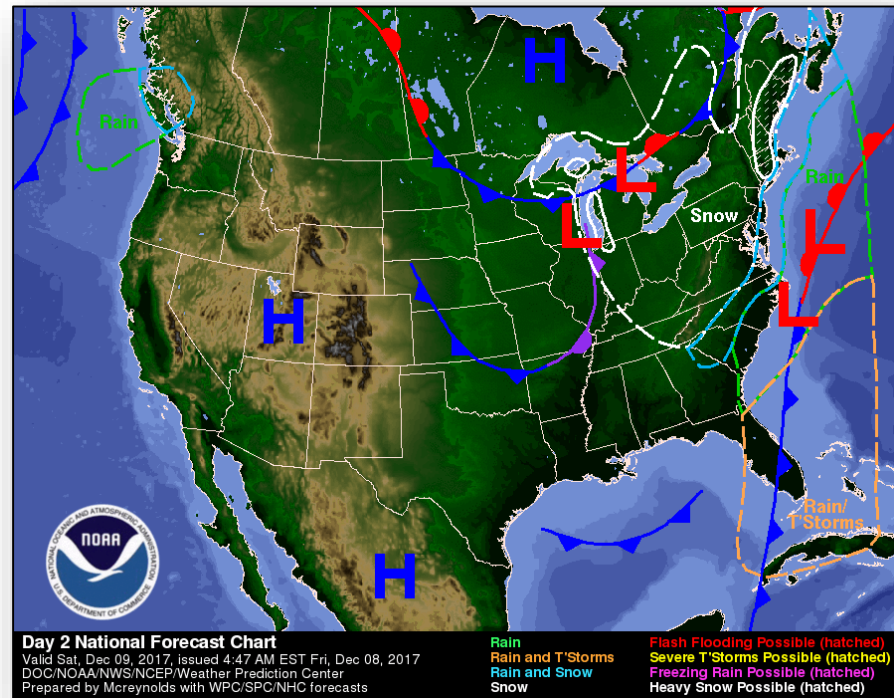 H
Rain
L
Snow
L
Rain
L
H
L
Rain/
T'Storms
NATIONAL OCEANIC AND ATMOSPHERIC ADMINISTRATION
NOAA
U.S. DEPARTMENT OF COMMERCE
H
Day 2 National Forecast Chart
Valid Sat, Dec 09, 2017, issued 4:47 AM EST Fri, Dec 08, 2017
DOC/NOAA/NWS/NCEP/Weather Prediction Center
Prepared by Mcreynolds with WPC/SPC/NHC forecasts
Rain
Rain and T'Storms
Rain and Snow
Snow
Flash Flooding Possible (hatched)
Severe T'Storms Possible (hatched)
Freezing Rain Possible (hatched)
Heavy Snow Possible (hatched)